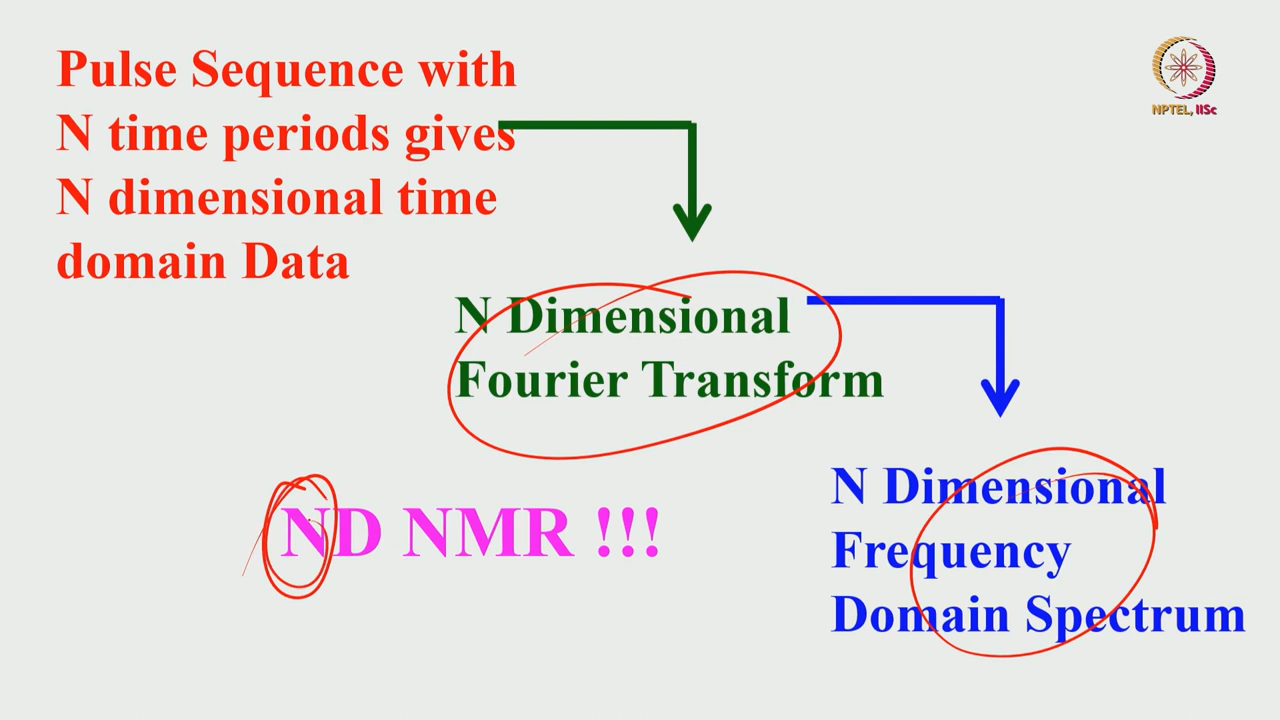 Pulse Sequence with
N time periods gives
N dimensional time
domain Data
NPTEL, IISc
N Dimensional
Fourier Transform
N Dimensional
Frequency
Domain Spectrum
ND NMR !!!